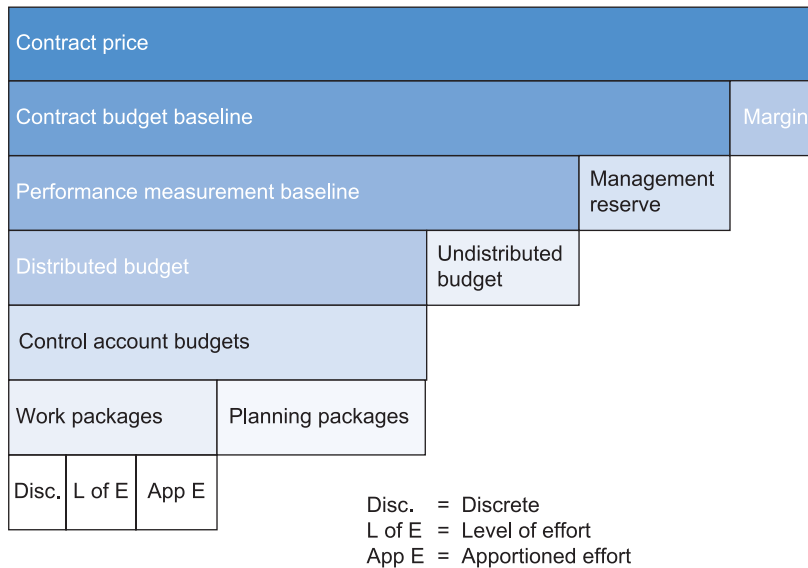 Contract price
Contract budget baseline
Margin
Performance measurement baseline
Management
reserve
Distributed budget
Undistributed
budget
Control account budgets
Work packages
Planning packages
Disc.
L of E
App E
Disc. = Discrete
L of E = Level of effort
App E = Apportioned effort